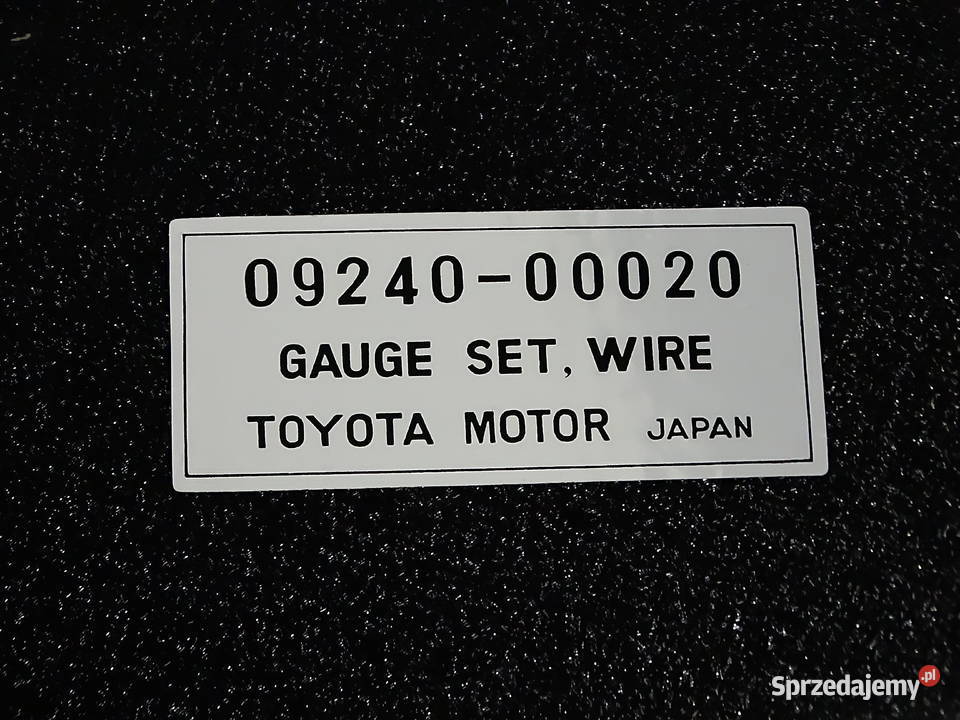 09240-00020
GAUGE SET, WIRE
TOYOTA MOTOR JAPAN
Sprzedajemy.pl